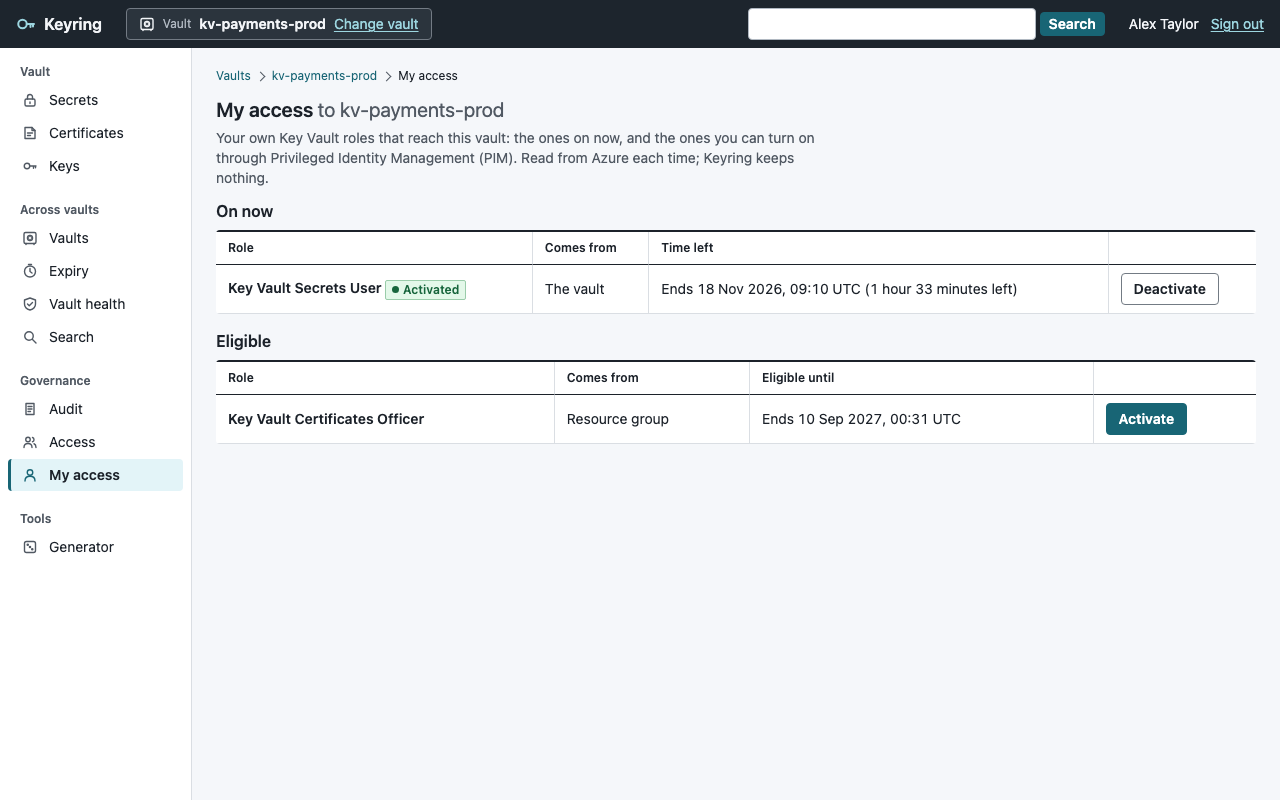 Keyring
Vault kv-payments-prod Change vault
Search
Alex Taylor
Sign out
Vault
Secrets
Certificates
Keys
Across vaults
Vaults
Expiry
Vault health
Search
Governance
Audit
Access
My access
Tools
Generator
Vaults > kv-payments-prod > My access
My access to kv-payments-prod
Your own Key Vault roles that reach this vault: the ones on now, and the ones you can turn on
through Privileged Identity Management (PIM). Read from Azure each time; Keyring keeps
nothing.
On now
Role Comes from Time left
Key Vault Secrets User Activated The vault Ends 18 Nov 2026, 09:10 UTC (1 hour 33 minutes left) Deactivate
Eligible
Role Comes from Eligible until
Key Vault Certificates Officer Resource group Ends 10 Sep 2027, 00:31 UTC Activate